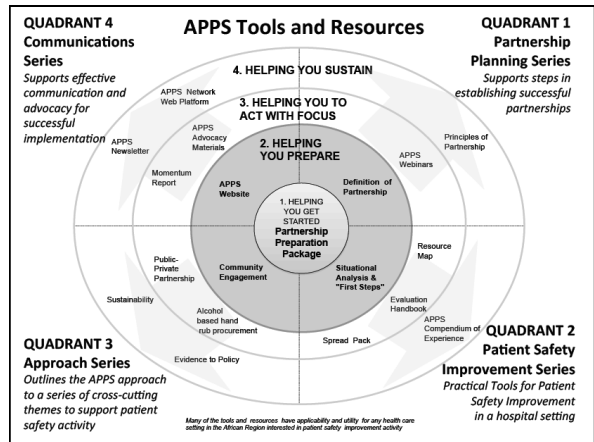 APPS Tools and Resources
QUADRANT 4
Communications
Series
Supports effective
communication and
advocacy for
successful
implementation
QUADRANT 1
Partnership
Planning Series
Supports steps in
establishing successful
partnerships
4. HELPING YOU SUSTAIN
3. HELPING YOU TO
ACT WITH FOCUS
2. HELPING
YOU PREPARE
1. HELPING
YOU GET
STARTED
Partnership
Preparation
Package
APPS Network
Web Platform
APPS
Newsletter
APPS
Advocacy
Materials
Momentum
Report
APPS
Website
Definition of
Partnership
APPS
Webinars
Principles of
Partnership
Community
Engagement
Situational
Analysis &
"First Steps"
Resource
Map
Evaluation
Handbook
APPS
Compendium of
Experience
Spread Pack
Public-
Private
Partnership
Sustainability
Alcohol
based hand
rub procurement
Evidence to Policy
QUADRANT 3
Approach Series
Outlines the APPS approach
to a series of cross-cutting
themes to support patient
safety activity
QUADRANT 2
Patient Safety
Improvement Series
Practical Tools for Patient
Safety Improvement
in a hospital setting
Many of the tools and resources have applicability and utility for any health care
setting in the African Region interested in patient safety improvement activity